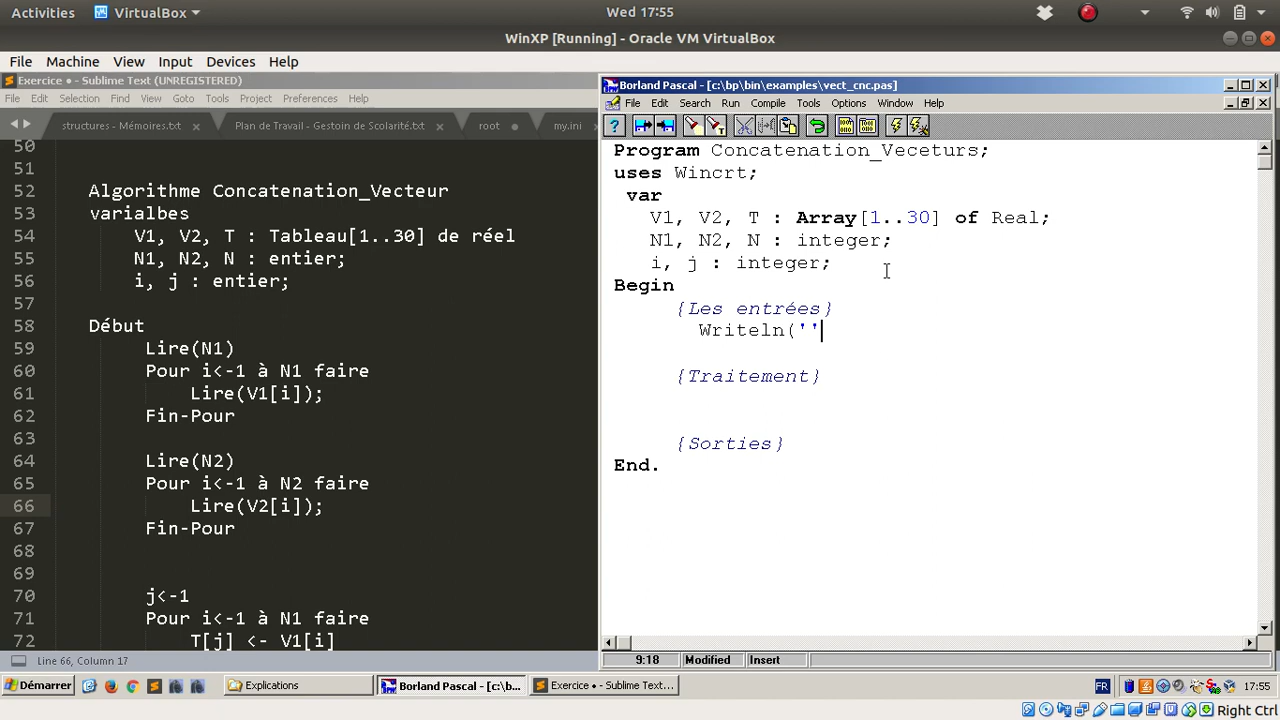 Activities VirtualBox Wed 17:55
WinXP [Running] - Oracle VM VirtualBox
File Machine View Input Devices Help
Exercice • - Sublime Text (UNREGISTERED)
File Edit Selection Find View Goto Tools Project Preferences Help
structures - Mémoires.txt × Plan de Travail - Gestoin de Scolarité.txt × root my.ini
50
51
52 Algorithme Concatenation_Vecteur
53 varialbes
54 V1, V2, T : Tableau[1..30] de réel
55 N1, N2, N : entier;
56 i, j : entier;
57
58 Début
59 Lire(N1)
60 Pour i<-1 à N1 faire
61 Lire(V1[i]);
62 Fin-Pour
63
64 Lire(N2)
65 Pour i<-1 à N2 faire
66 Lire(V2[i]);
67 Fin-Pour
68
69
70 j<-1
71 Pour i<-1 à N1 faire
72 T[j] <- V1[i]
Line 66, Column 17
Borland Pascal - [c:\bp\bin\examples\vect_cnc.pas]
File Edit Search Run Compile Tools Options Window Help
Program Concatenation_Veceturs;
uses Wincrt;
var
V1, V2, T : Array[1..30] of Real;
N1, N2, N : integer;
i, j : integer;
Begin
{Les entrées}
Writeln(''
{Traitement}
{Sorties}
End.
9:18 Modified Insert
Démarrer Explications Borland Pascal - [c:\b... Exercice • - Sublime Text... FR 17:55
Right Ctrl